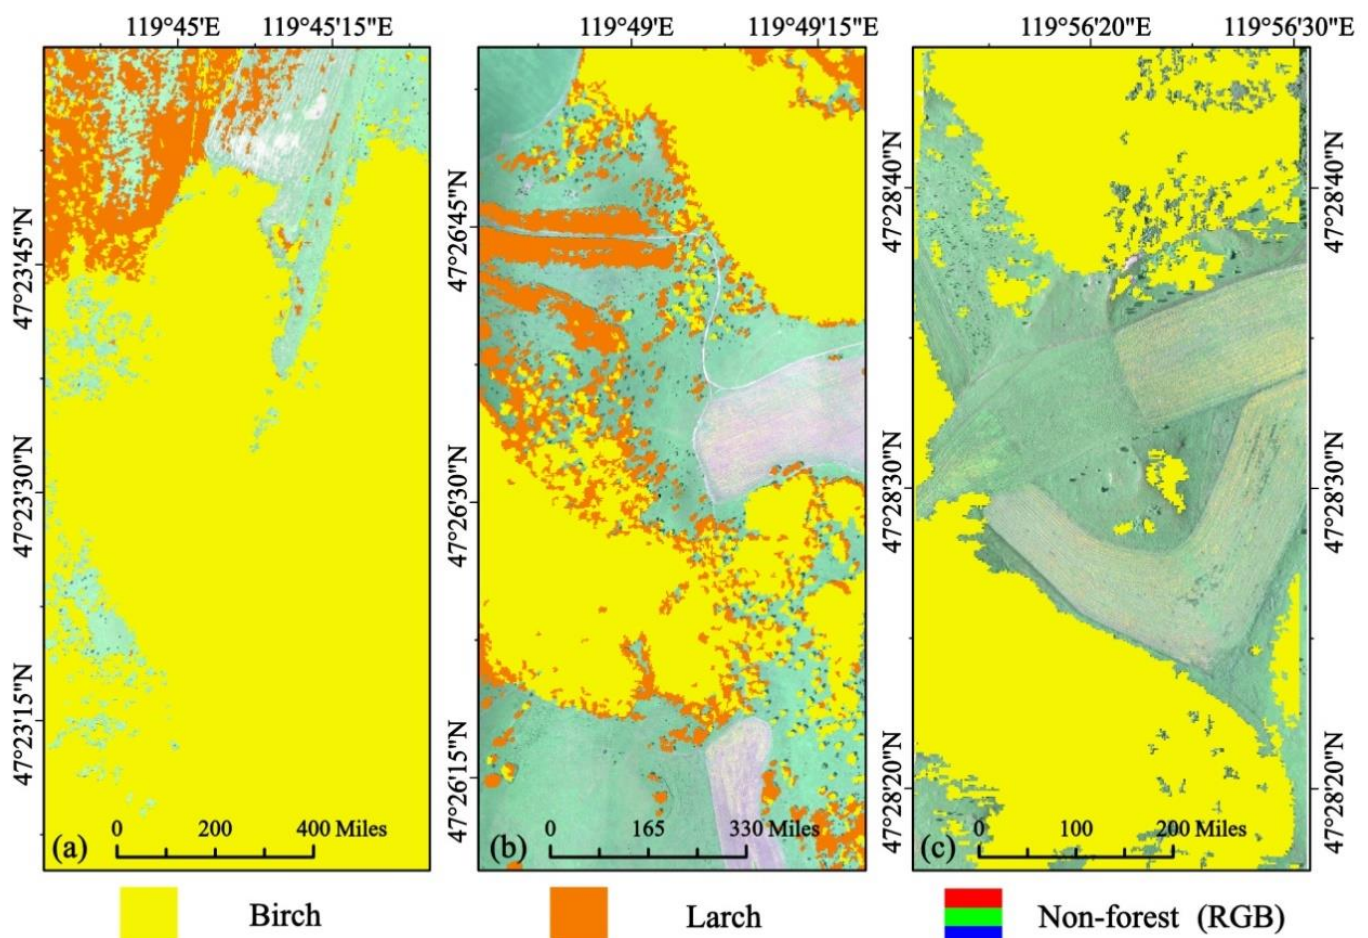 119°45'E 119°45'15"E 119°49'E 119°49'15"E 119°56'20"E 119°56'30"E
47°23'45"N
47°23'30"N
47°23'15"N
47°26'45"N
47°26'30"N
47°26'15"N
47°28'40"N
47°28'30"N
47°28'20"N
47°28'40"N
47°28'30"N
47°28'20"N
0 200 400 Miles
(a)
0 165 330 Miles
(b)
0 100 200 Miles
(c)
Birch Larch Non-forest (RGB)